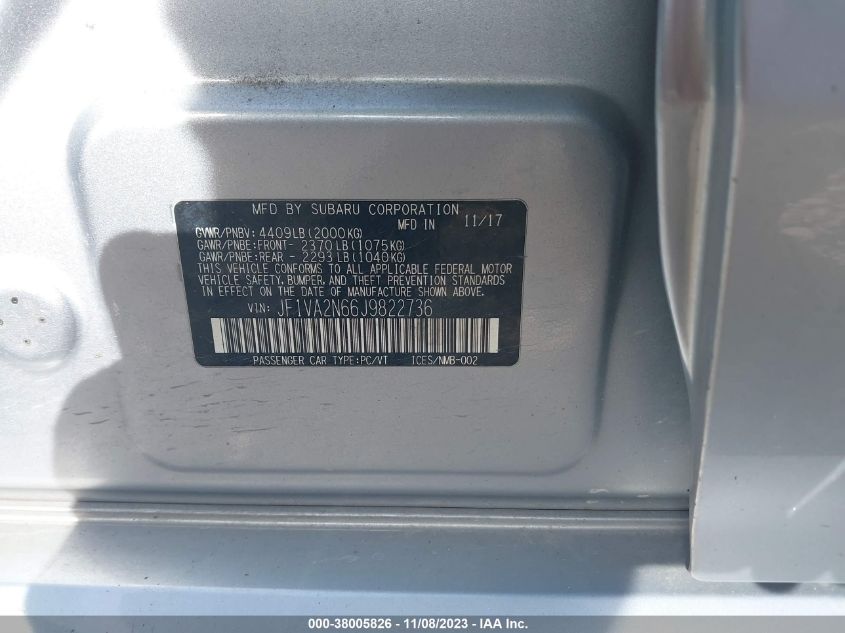 MFD BY SUBARU CORPORATION
MFD IN 11/17
GVWR/PNBV: 4409LB(2000KG)
GAWR/PNBE:FRONT- 2370LB(1075KG)
GAWR/PNBE:REAR - 2293LB(1040KG)
THIS VEHICLE CONFORMS TO ALL APPLICABLE FEDERAL MOTOR
VEHICLE SAFETY, BUMPER, AND THEFT PREVENTION STANDARDS
IN EFFECT ON THE DATE OF MANUFACTURE SHOWN ABOVE.
VIN: JF1VA2N66J9822736
PASSENGER CAR TYPE:PC/VT ICES/NMB-002
000-38005826 - 11/08/2023 - IAA Inc.